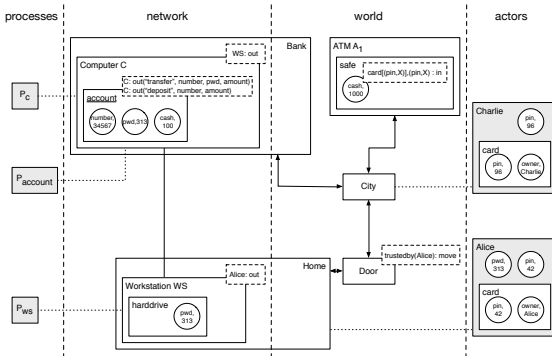 processes
network
world
actors
Bank
Computer C
WS: out
C: out("transfer", number, pwd, amount)
C: out("deposit", number, amount)
account
number,
34567
pwd,313
cash,
100
ATM A1
safe
card[(pin,X)],(pin,X) : in
cash,
1000
Pc
Paccount
Charlie
pin,
96
card
pin,
96
owner,
Charlie
City
Home
Alice: out
Workstation WS
harddrive
pwd,
313
Door
trustedby(Alice): move
PWS
Alice
pwd,
313
pin,
42
card
pin,
42
owner,
Alice